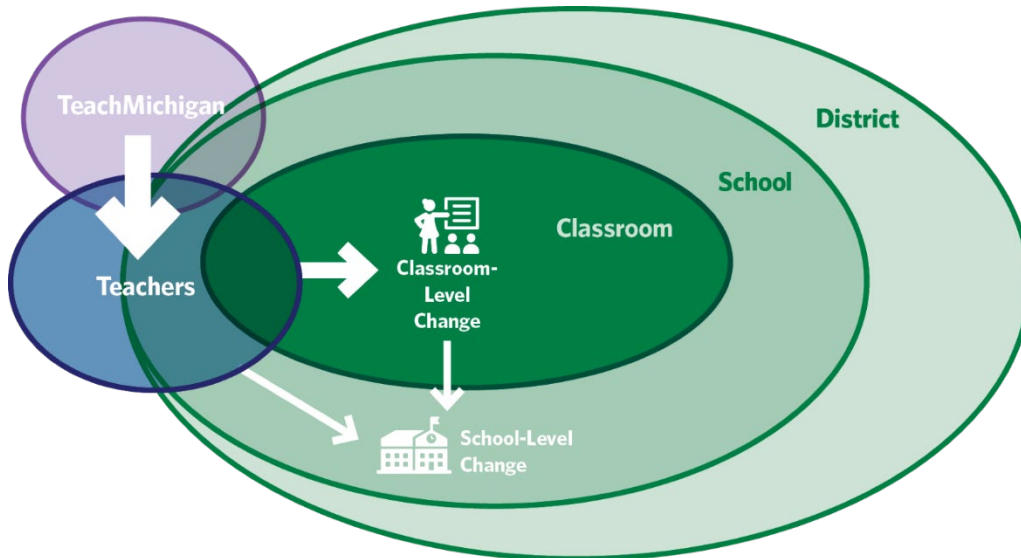 TeachMichigan
District
School
Classroom
Teachers
Classroom-
Level
Change
School-Level
Change